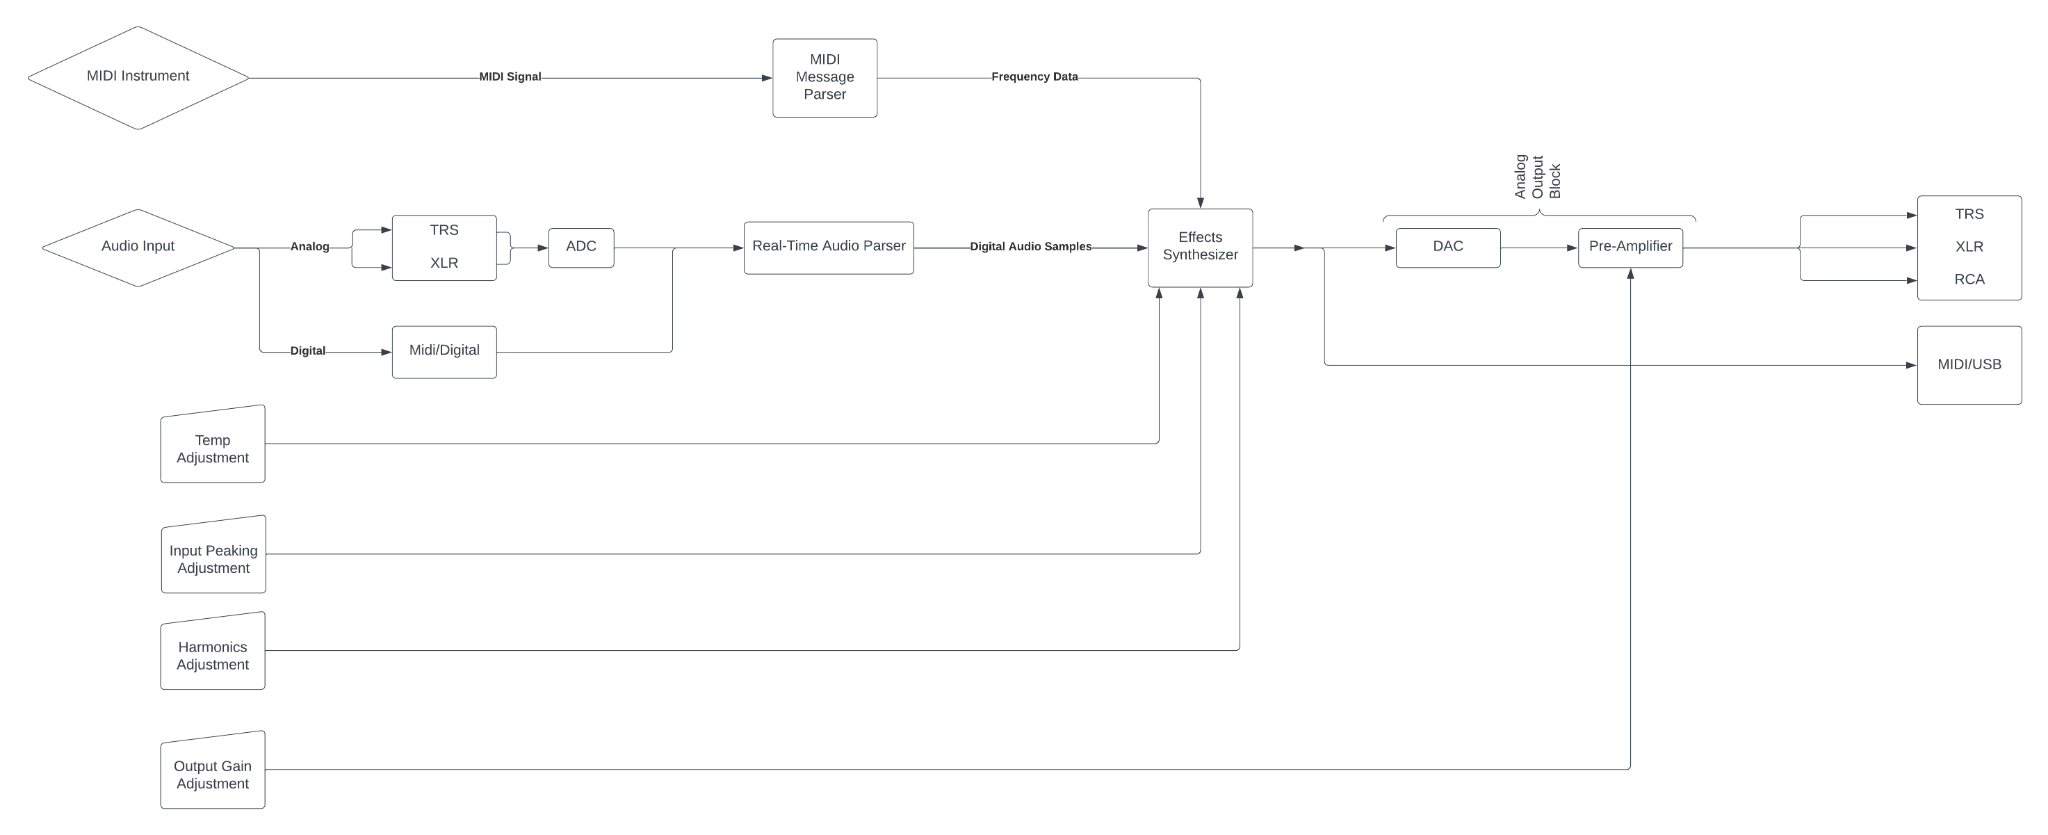 MIDI Instrument
MIDI Signal
MIDI
Message
Parser
Frequency Data
Analog
Output
Block
Audio Input
Analog
TRS
XLR
ADC
Real-Time Audio Parser
Digital Audio Samples
Effects
Synthesizer
DAC
Pre-Amplifier
TRS
XLR
RCA
Digital
Midi/Digital
MIDI/USB
Temp
Adjustment
Input Peaking
Adjustment
Harmonics
Adjustment
Output Gain
Adjustment